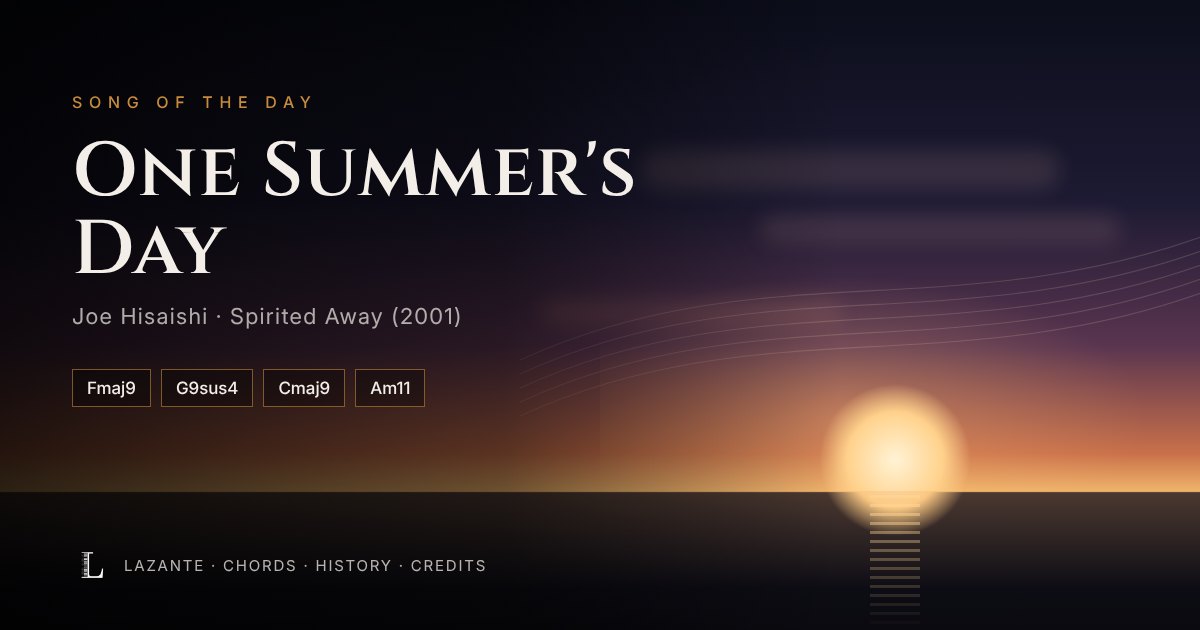 SONG OF THE DAY
ONE SUMMER'S
DAY
Joe Hisaishi · Spirited Away (2001)
Fmaj9 G9sus4 Cmaj9 Am11
L LAZANTE · CHORDS · HISTORY · CREDITS